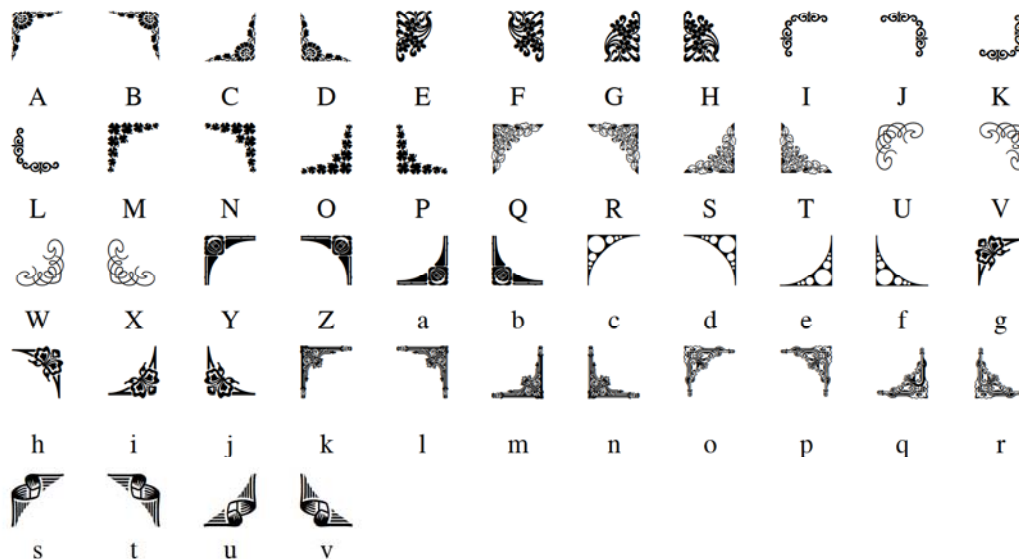 A B C D E F G H I J K
L M N O P Q R S T U V
W X Y Z a b c d e f g
h i j k l m n o p q r
s t u v